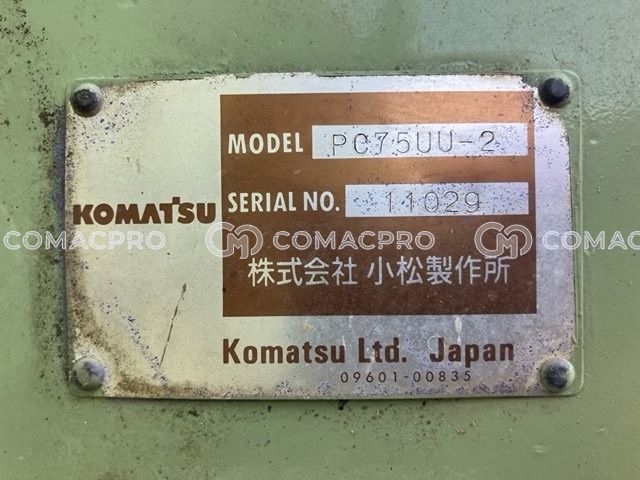 MODEL PC75UU-2
SERIAL NO. 11029
KOMATSU
COMACPRO COMACPRO COMACPRO
株式会社 小松製作所
Komatsu Ltd. Japan
09601-00835